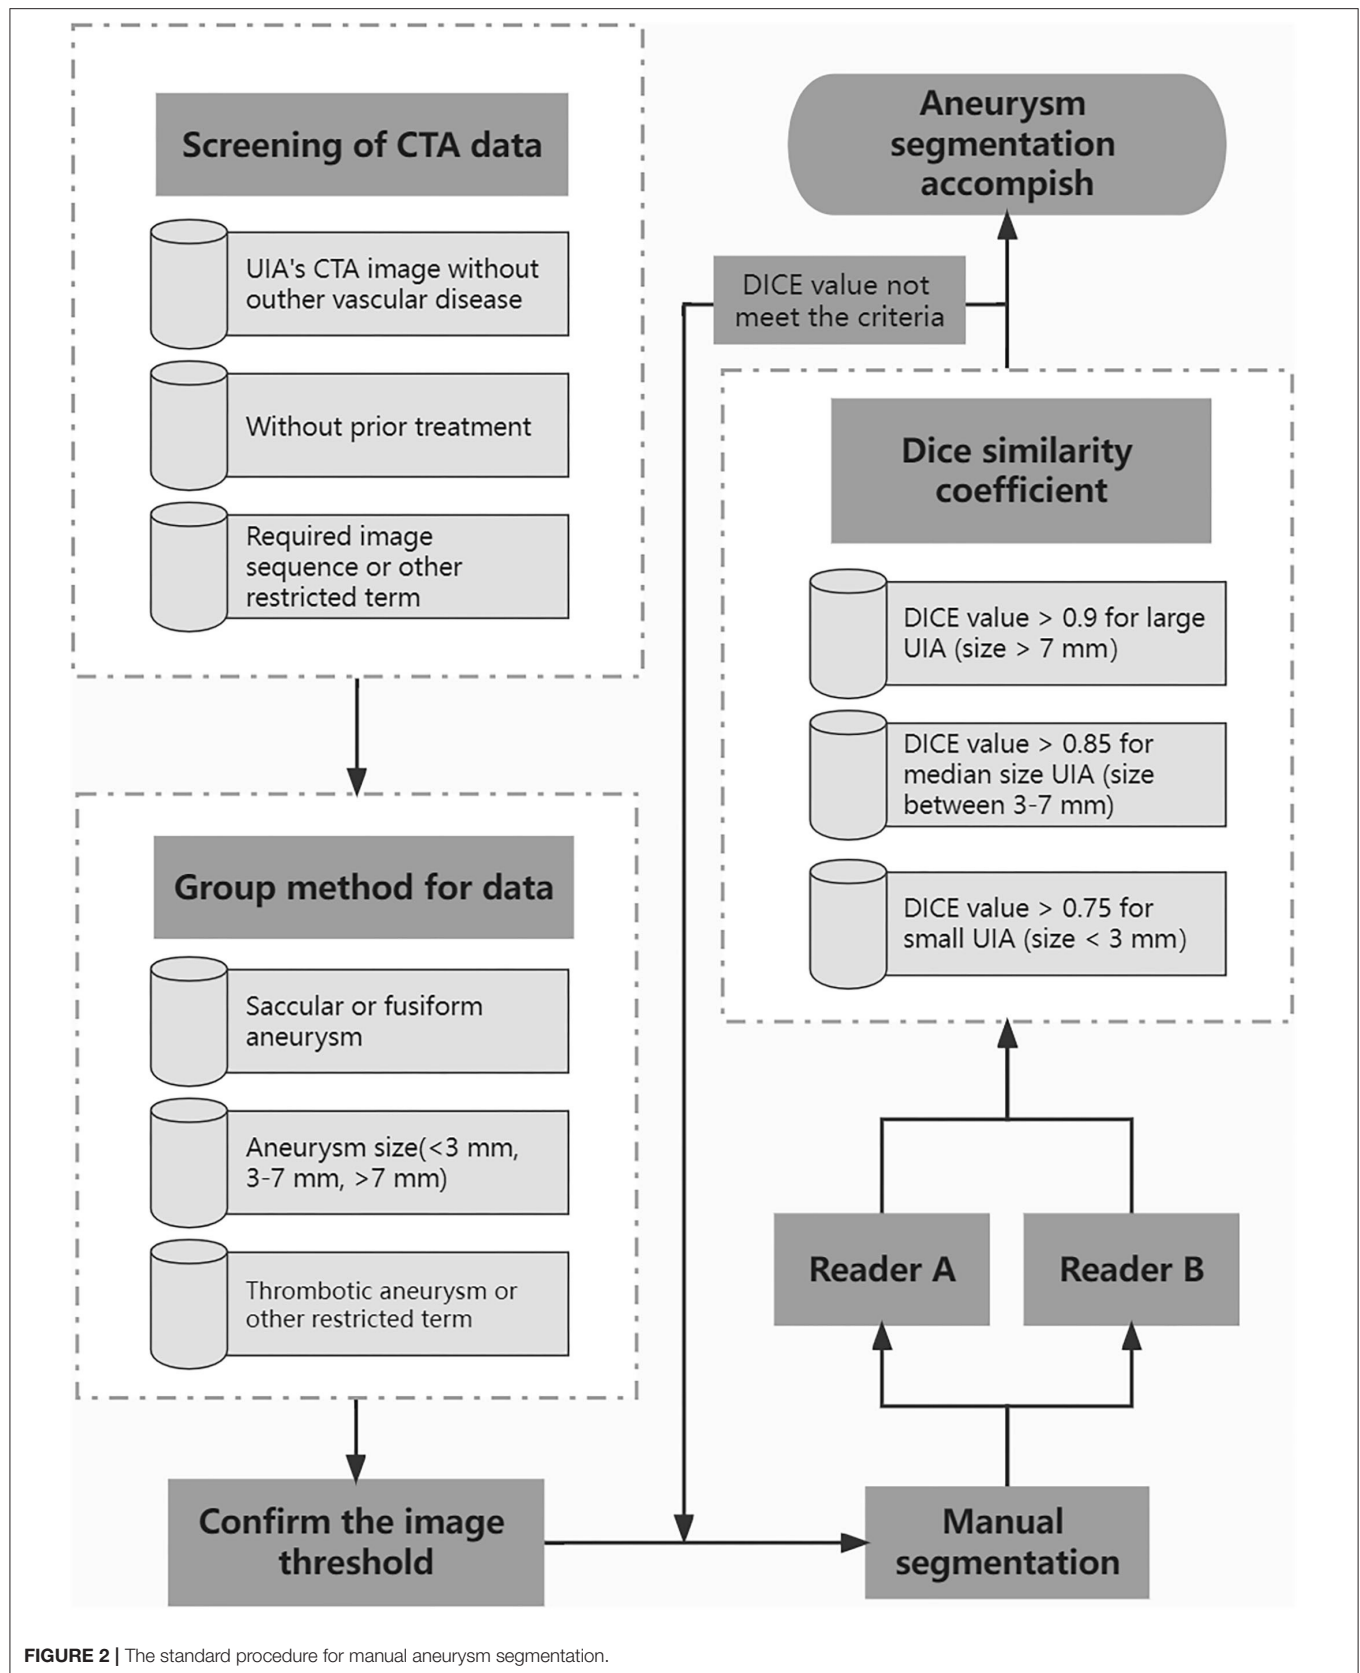 Screening of CTA data
UIA's CTA image without
outher vascular disease
Without prior treatment
Required image
sequence or other
restricted term
Group method for data
Saccular or fusiform
aneurysm
Aneurysm size(<3 mm,
3-7 mm, >7 mm)
Thrombotic aneurysm or
other restricted term
Confirm the image
threshold
Aneurysm
segmentation
accompish
DICE value not
meet the criteria
Dice similarity
coefficient
DICE value > 0.9 for large
UIA (size > 7 mm)
DICE value > 0.85 for
median size UIA (size
between 3-7 mm)
DICE value > 0.75 for
small UIA (size < 3 mm)
Reader A
Reader B
Manual
segmentation
FIGURE 2 | The standard procedure for manual aneurysm segmentation.